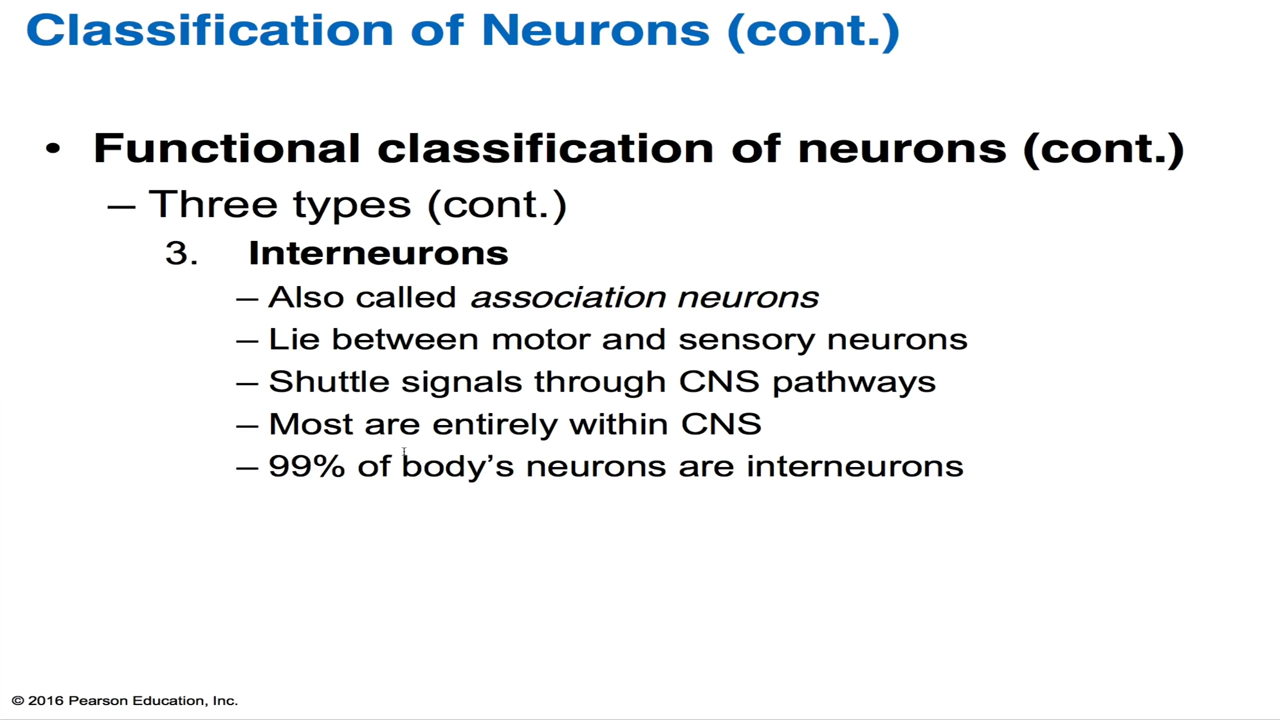 Classification of Neurons (cont.)
• Functional classification of neurons (cont.)
– Three types (cont.)
3. Interneurons
– Also called association neurons
– Lie between motor and sensory neurons
– Shuttle signals through CNS pathways
– Most are entirely within CNS
– 99% of body’s neurons are interneurons
© 2016 Pearson Education, Inc.